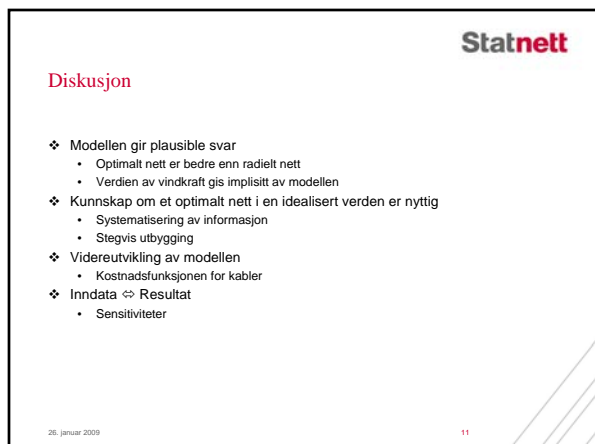 Statnett
Diskusjon
❖ Modellen gir plausible svar
• Optimalt nett er bedre enn radielt nett
• Verdien av vindkraft gis implisitt av modellen
❖ Kunnskap om et optimalt nett i en idealisert verden er nyttig
• Systematisering av informasjon
• Stegvis utbygging
❖ Videreutvikling av modellen
• Kostnadsfunksjonen for kabler
❖ Inndata ⇔ Resultat
• Sensitiviteter
26. januar 2009
11